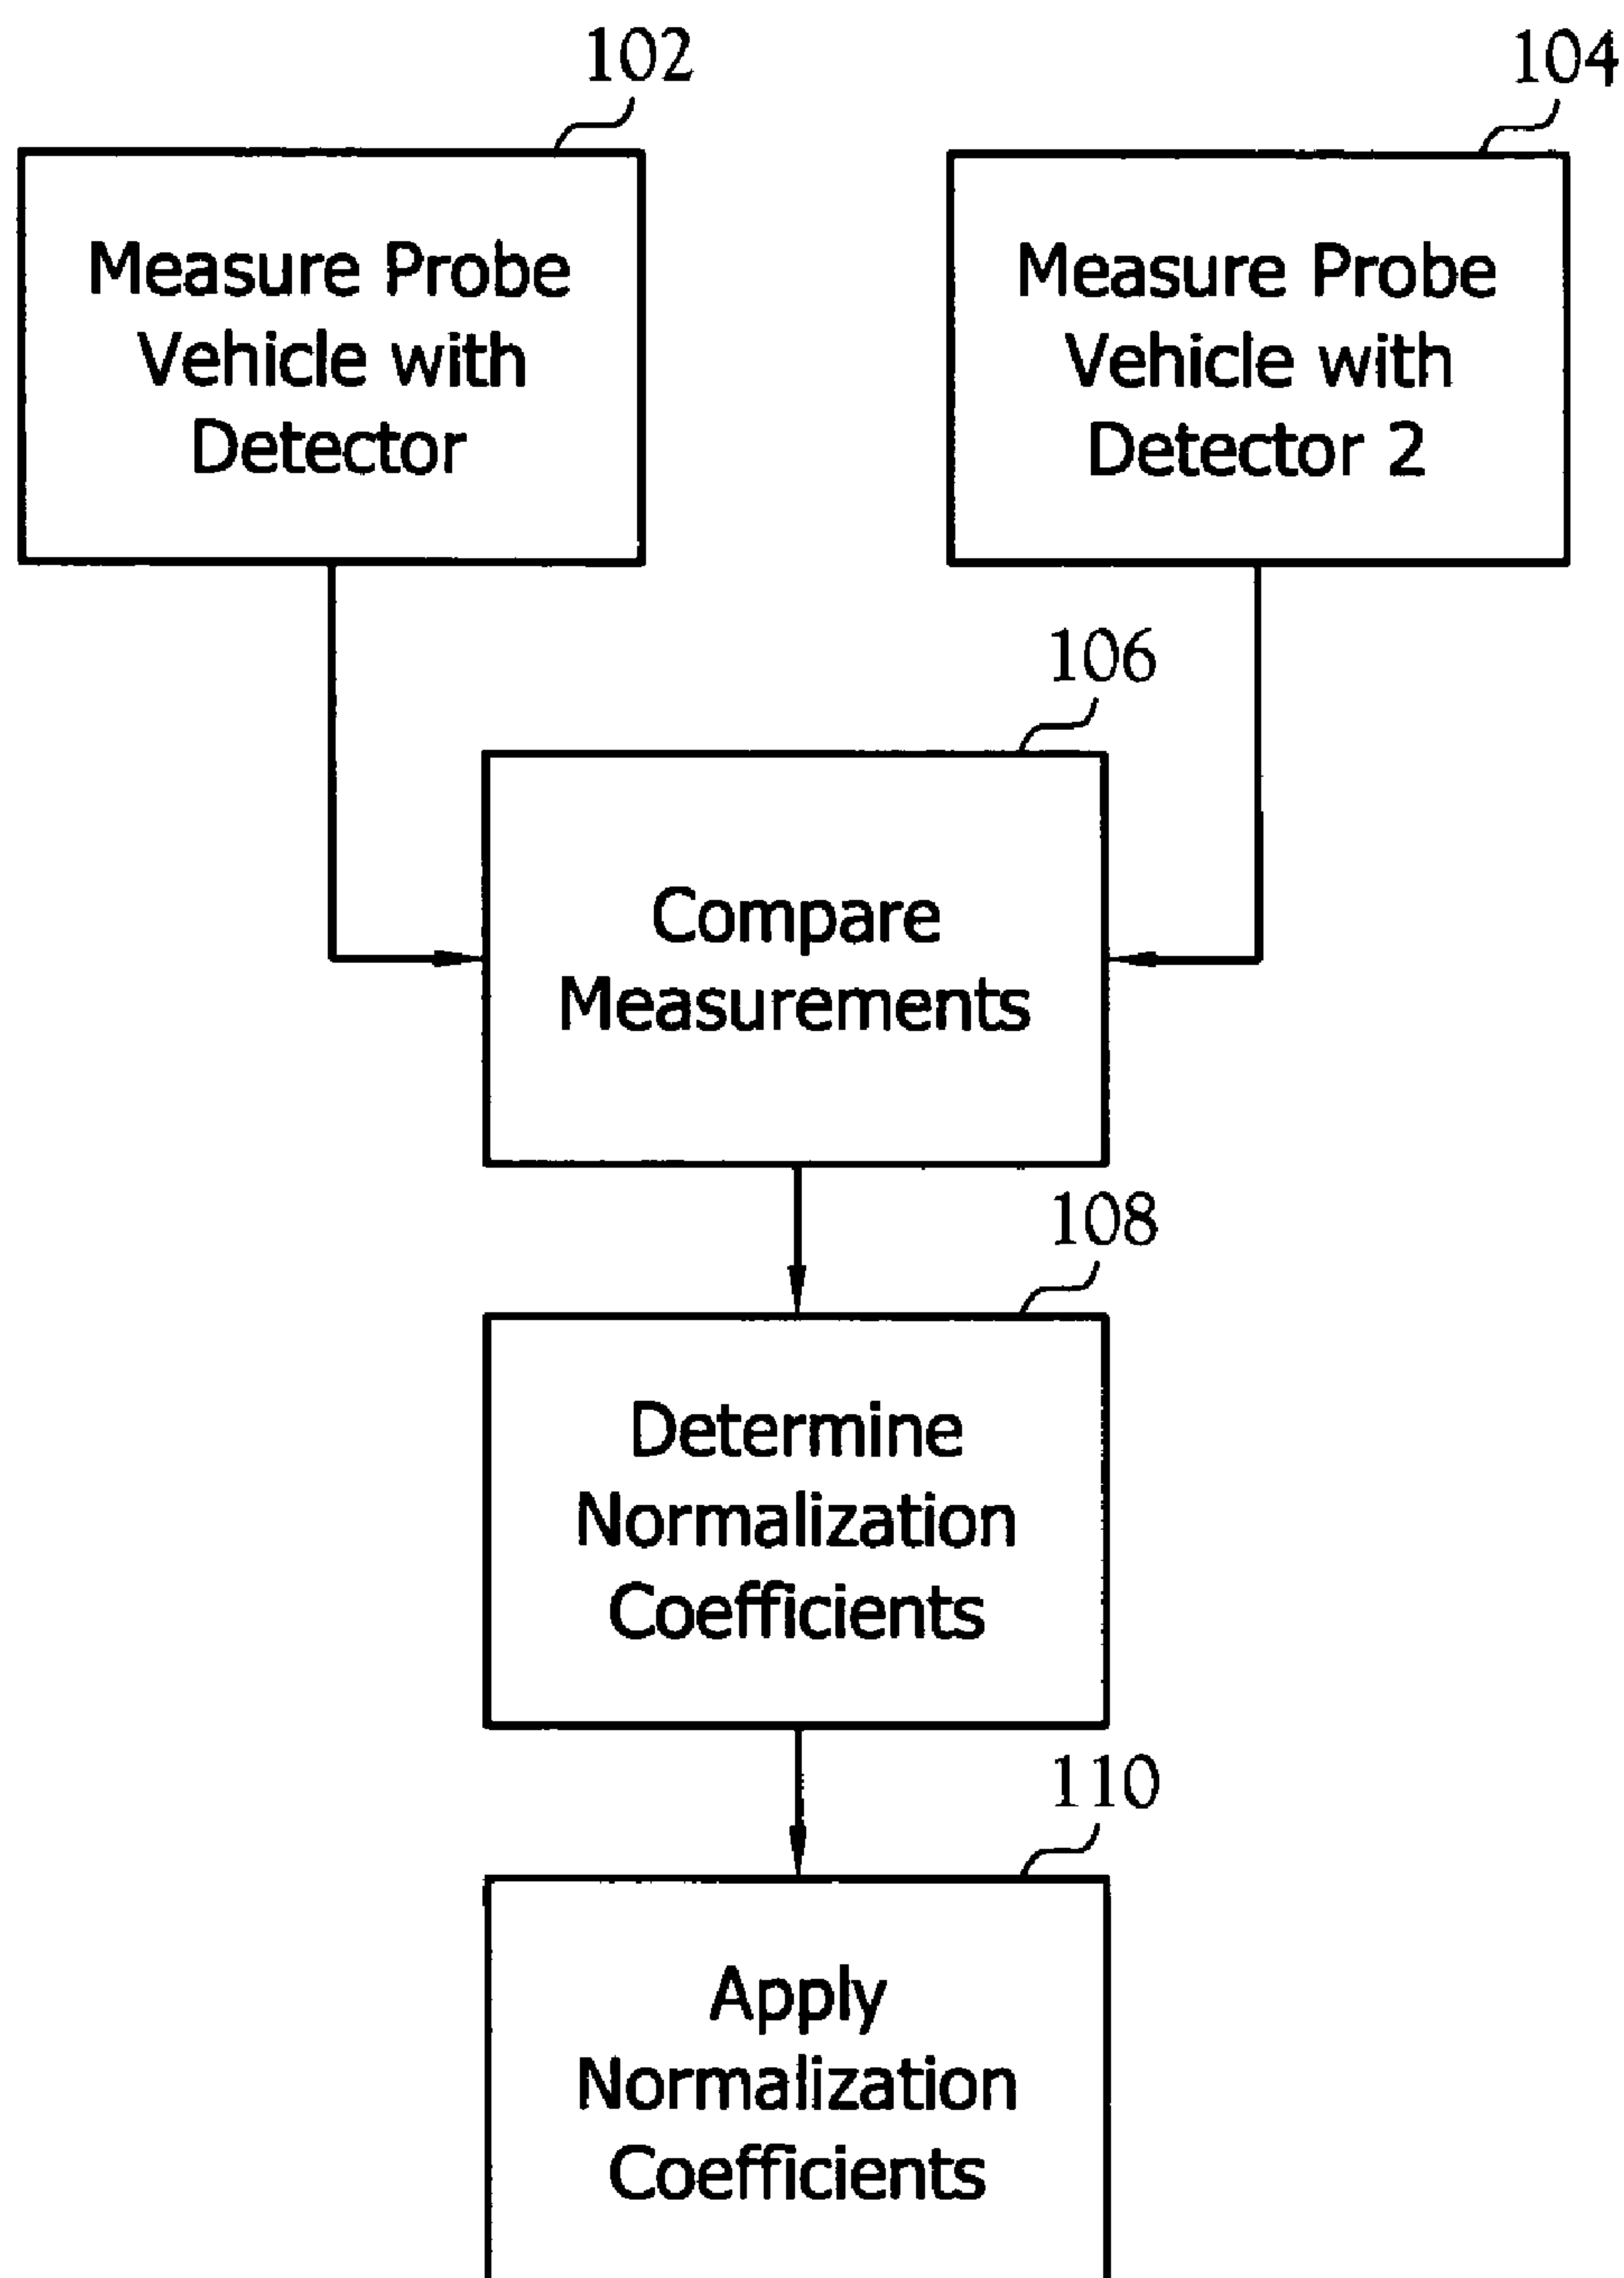 102
104
Measure Probe
Vehicle with
Detector
Measure Probe
Vehicle with
Detector 2
106
Compare
Measurements
108
Determine
Normalization
Coefficients
110
Apply
Normalization
Coefficients